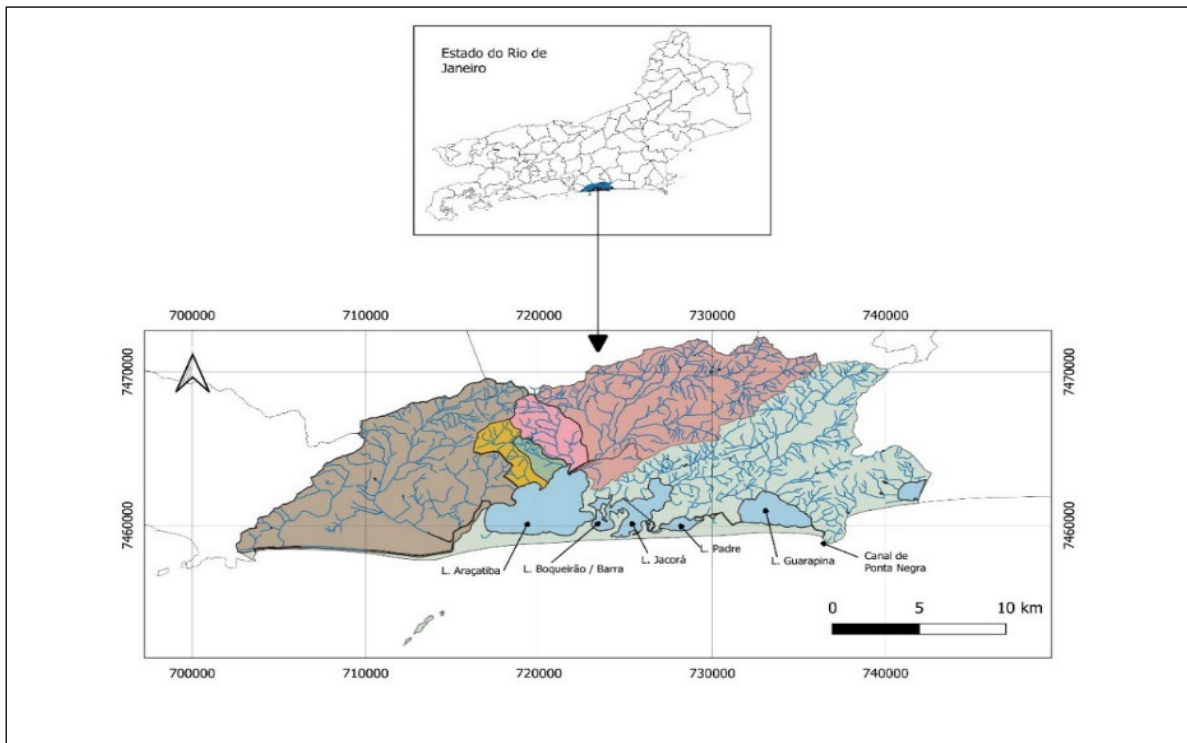 Estado do Rio de
Janeiro
700000
710000
720000
730000
740000
7470000
7470000
7460000
7460000
L. Araçatiba
L. Boqueirão / Barra
L. Jacorá
L. Padre
L. Guarapina
Canal de
Ponta Negra
0 5 10 km
700000
710000
720000
730000
740000